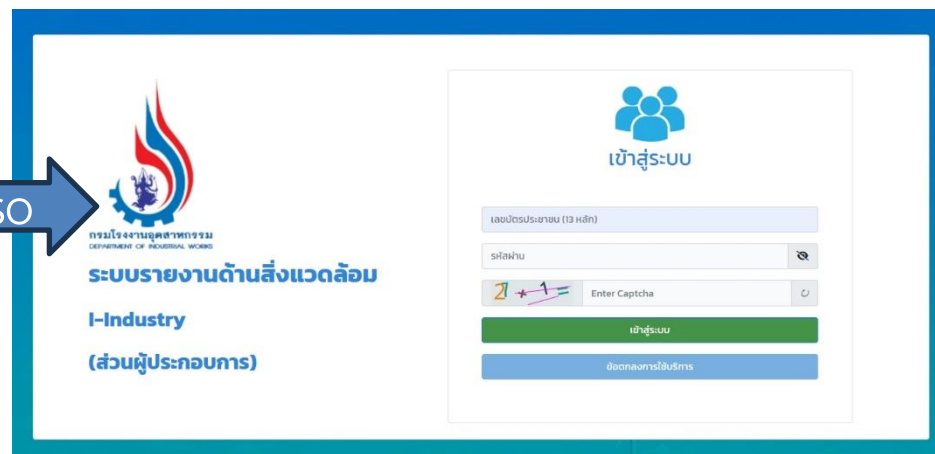 so
กรมโรงงานอุตสาหกรรม
DEPARTMENT OF INDUSTRIAL WORKS
ระบบรายงานด้านสิ่งแวดล้อม
I-Industry
(ส่วนผู้ประกอบการ)
เข้าสู่ระบบ
เลขบัตรประชาชน (13 หลัก)
รหัสผ่าน
21 + 1 =
Enter Captcha
เข้าสู่ระบบ
ข้อตกลงการใช้บริการ